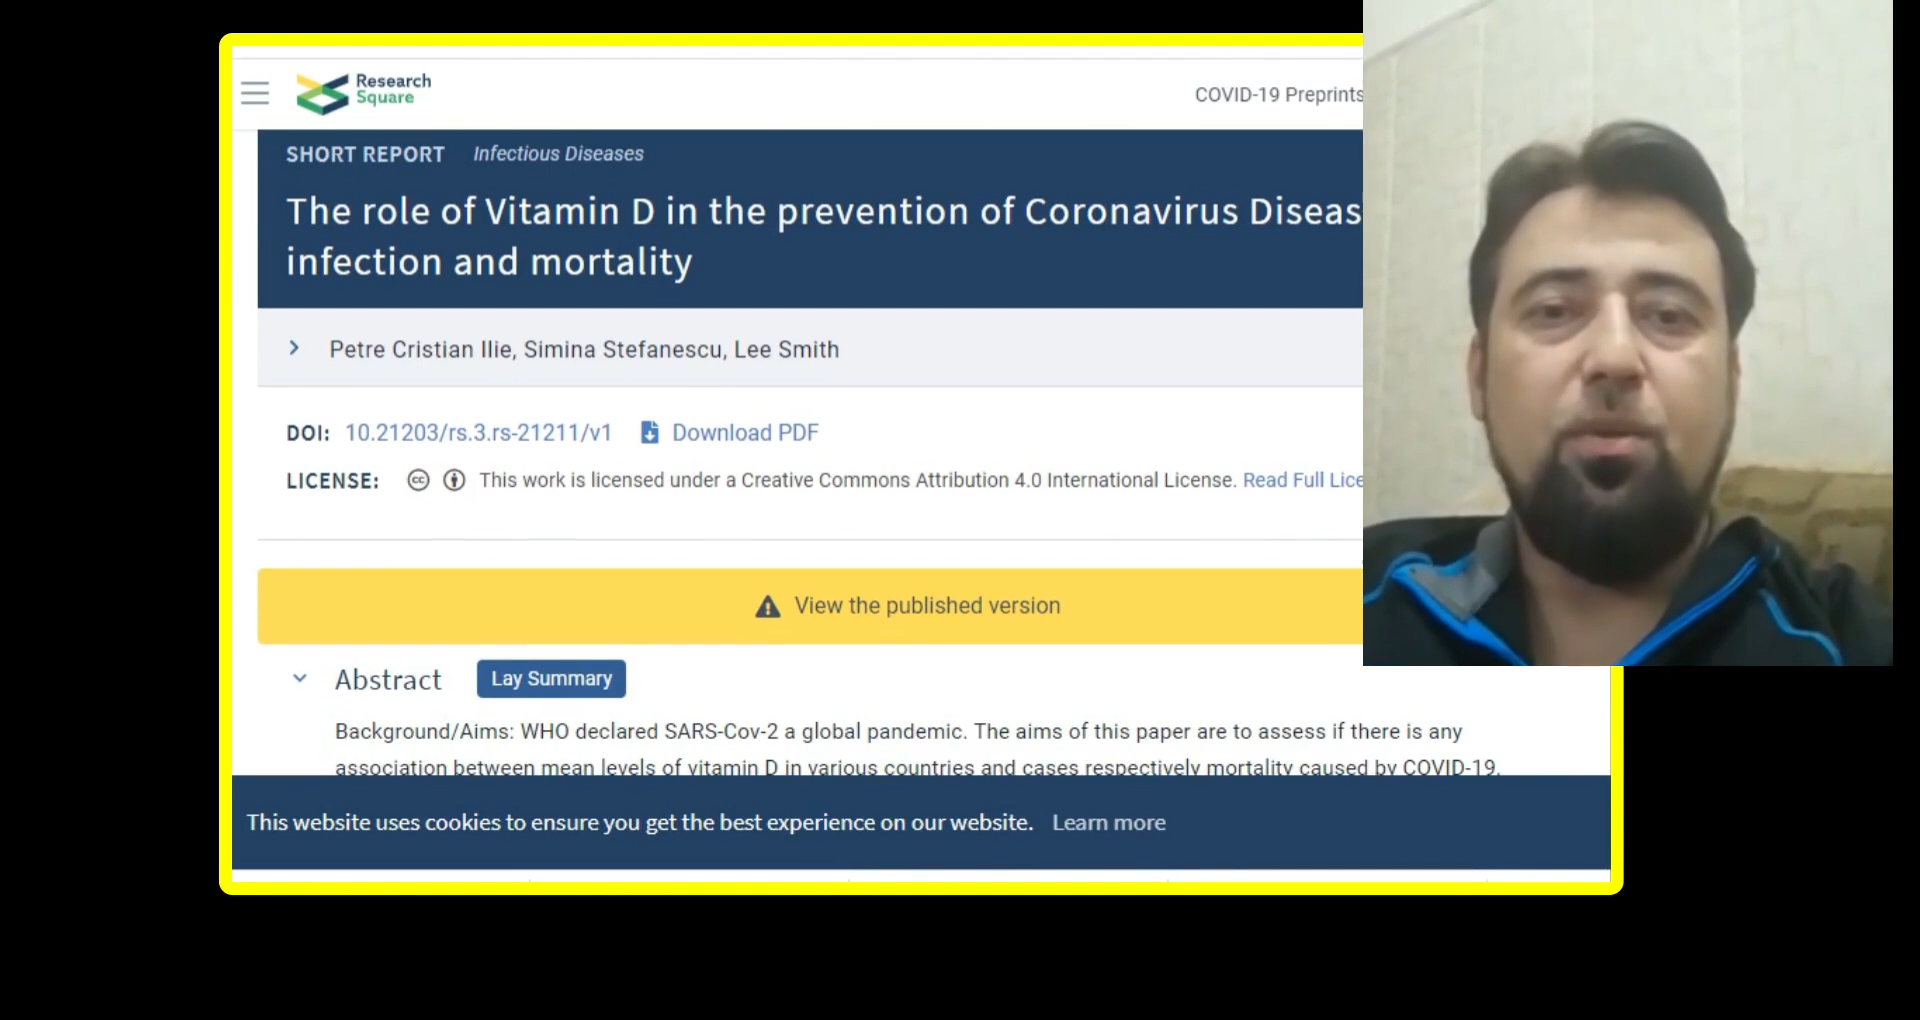 Research
Square
COVID-19 Preprints
SHORT REPORT Infectious Diseases
The role of Vitamin D in the prevention of Coronavirus Diseas
infection and mortality
Petre Cristian Ilie, Simina Stefanescu, Lee Smith
DOI: 10.21203/rs.3.rs-21211/v1 Download PDF
LICENSE: cc This work is licensed under a Creative Commons Attribution 4.0 International License. Read Full Lice
View the published version
Abstract Lay Summary
Background/Aims: WHO declared SARS-Cov-2 a global pandemic. The aims of this paper are to assess if there is any
association between mean levels of vitamin D in various countries and cases respectively mortality caused by COVID-19.
This website uses cookies to ensure you get the best experience on our website. Learn more